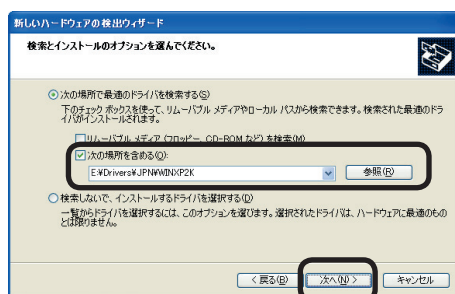 新しいハードウェアの検出ウィザード
検索とインストールのオプションを選んでください。
次の場所で最適のドライバを検索する(S)
下のチェック ボックスを使って、リムーバブル メディアやローカル パスから検索できます。検索された最適のドラ
イバがインストールされます。
リムーバブル メディア (フロッピー、CD-ROM など) を検索(M)
次の場所を含める(O):
E:¥Drivers¥JPN¥WINXP2K
参照(R)
検索しないで、インストールするドライバを選択する(D)
一覧からドライバを選択するには、このオプションを選びます。選択されたドライバは、ハードウェアに最適のもの
とは限りません。
< 戻る(B)
次へ(N) >
キャンセル